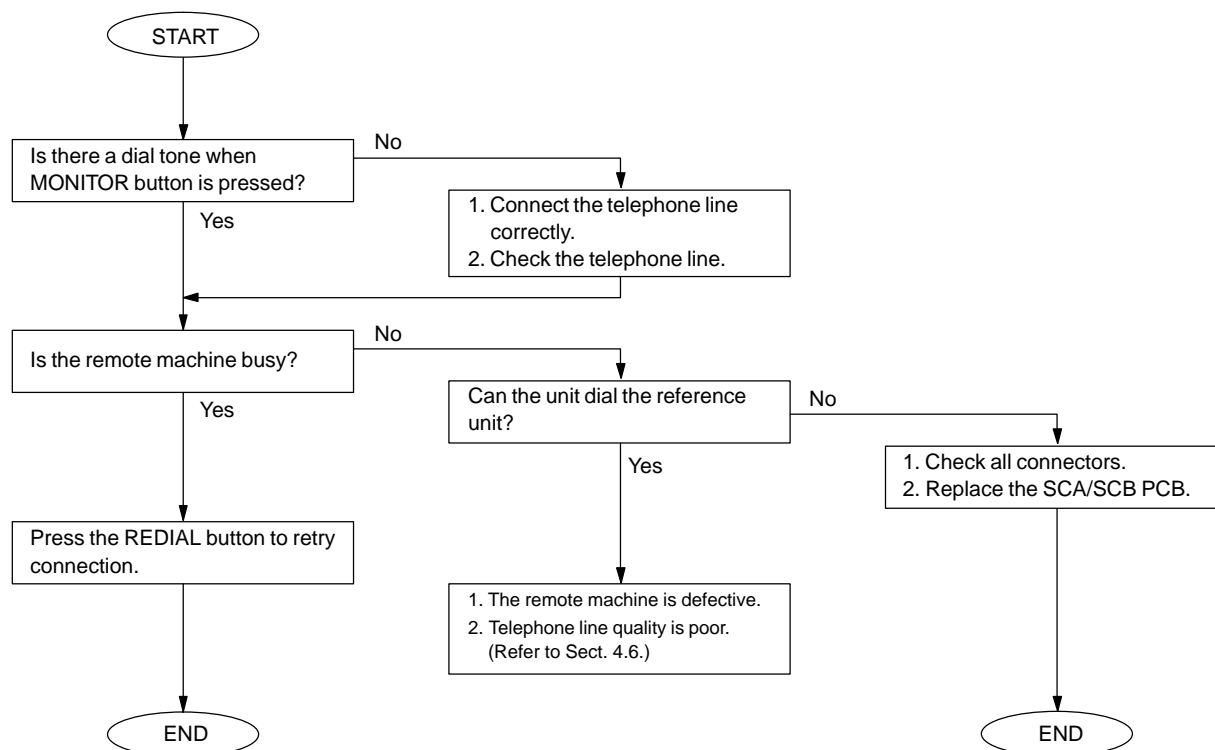 START
Is there a dial tone when
MONITOR button is pressed?
No
Yes
1. Connect the telephone line
correctly.
2. Check the telephone line.
Is the remote machine busy?
No
Yes
Can the unit dial the reference
unit?
No
Yes
1. Check all connectors.
2. Replace the SCA/SCB PCB.
Press the REDIAL button to retry
connection.
1. The remote machine is defective.
2. Telephone line quality is poor.
(Refer to Sect. 4.6.)
END
END